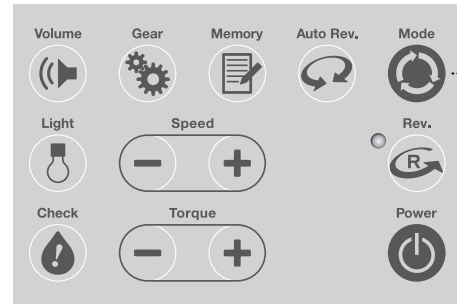 Volume Gear Memory Auto Rev. Mode
Light Speed Rev.
R
Check Torque Power